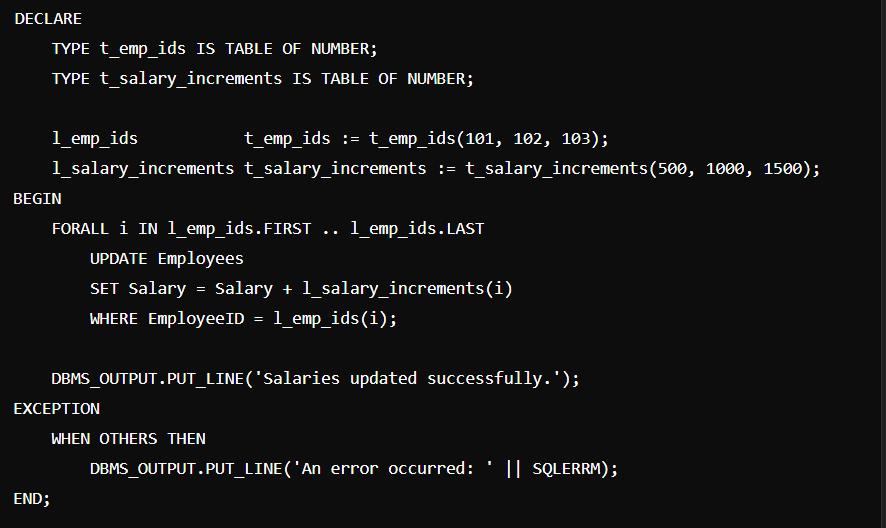 DECLARE
    TYPE t_emp_ids IS TABLE OF NUMBER;
    TYPE t_salary_increments IS TABLE OF NUMBER;

    l_emp_ids           t_emp_ids := t_emp_ids(101, 102, 103);
    l_salary_increments t_salary_increments := t_salary_increments(500, 1000, 1500);
BEGIN
    FORALL i IN l_emp_ids.FIRST .. l_emp_ids.LAST
        UPDATE Employees
        SET Salary = Salary + l_salary_increments(i)
        WHERE EmployeeID = l_emp_ids(i);

    DBMS_OUTPUT.PUT_LINE('Salaries updated successfully.');
EXCEPTION
    WHEN OTHERS THEN
        DBMS_OUTPUT.PUT_LINE('An error occurred: ' || SQLERRM);
END;